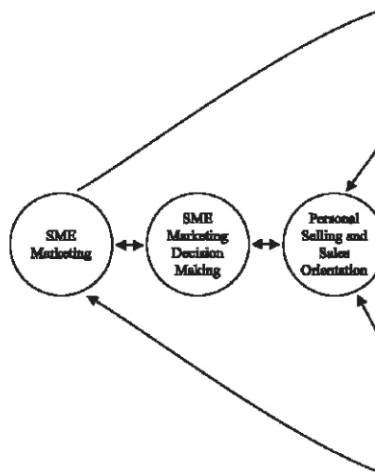 SME
Marketing
SME
Marketing
Decision
Making
Personal
Selling and
Sales
Orientation